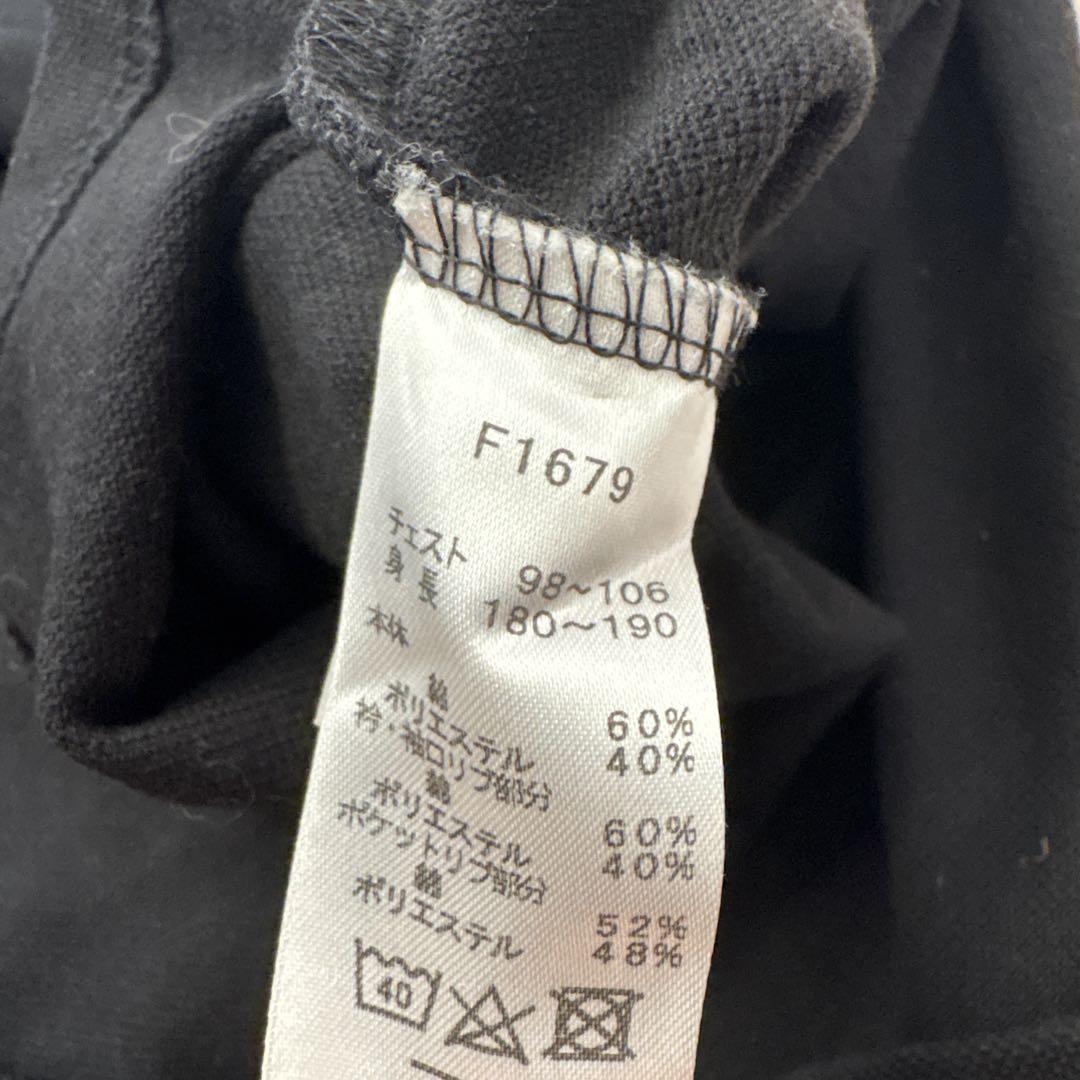 F1679
チェスト 98~106
身長 180~190
本体
綿 60%
ポリエステル 40%
衿・袖口リブ部分
綿 60%
ポリエステル 40%
ポケットリブ部分
綿 52%
ポリエステル 48%
40